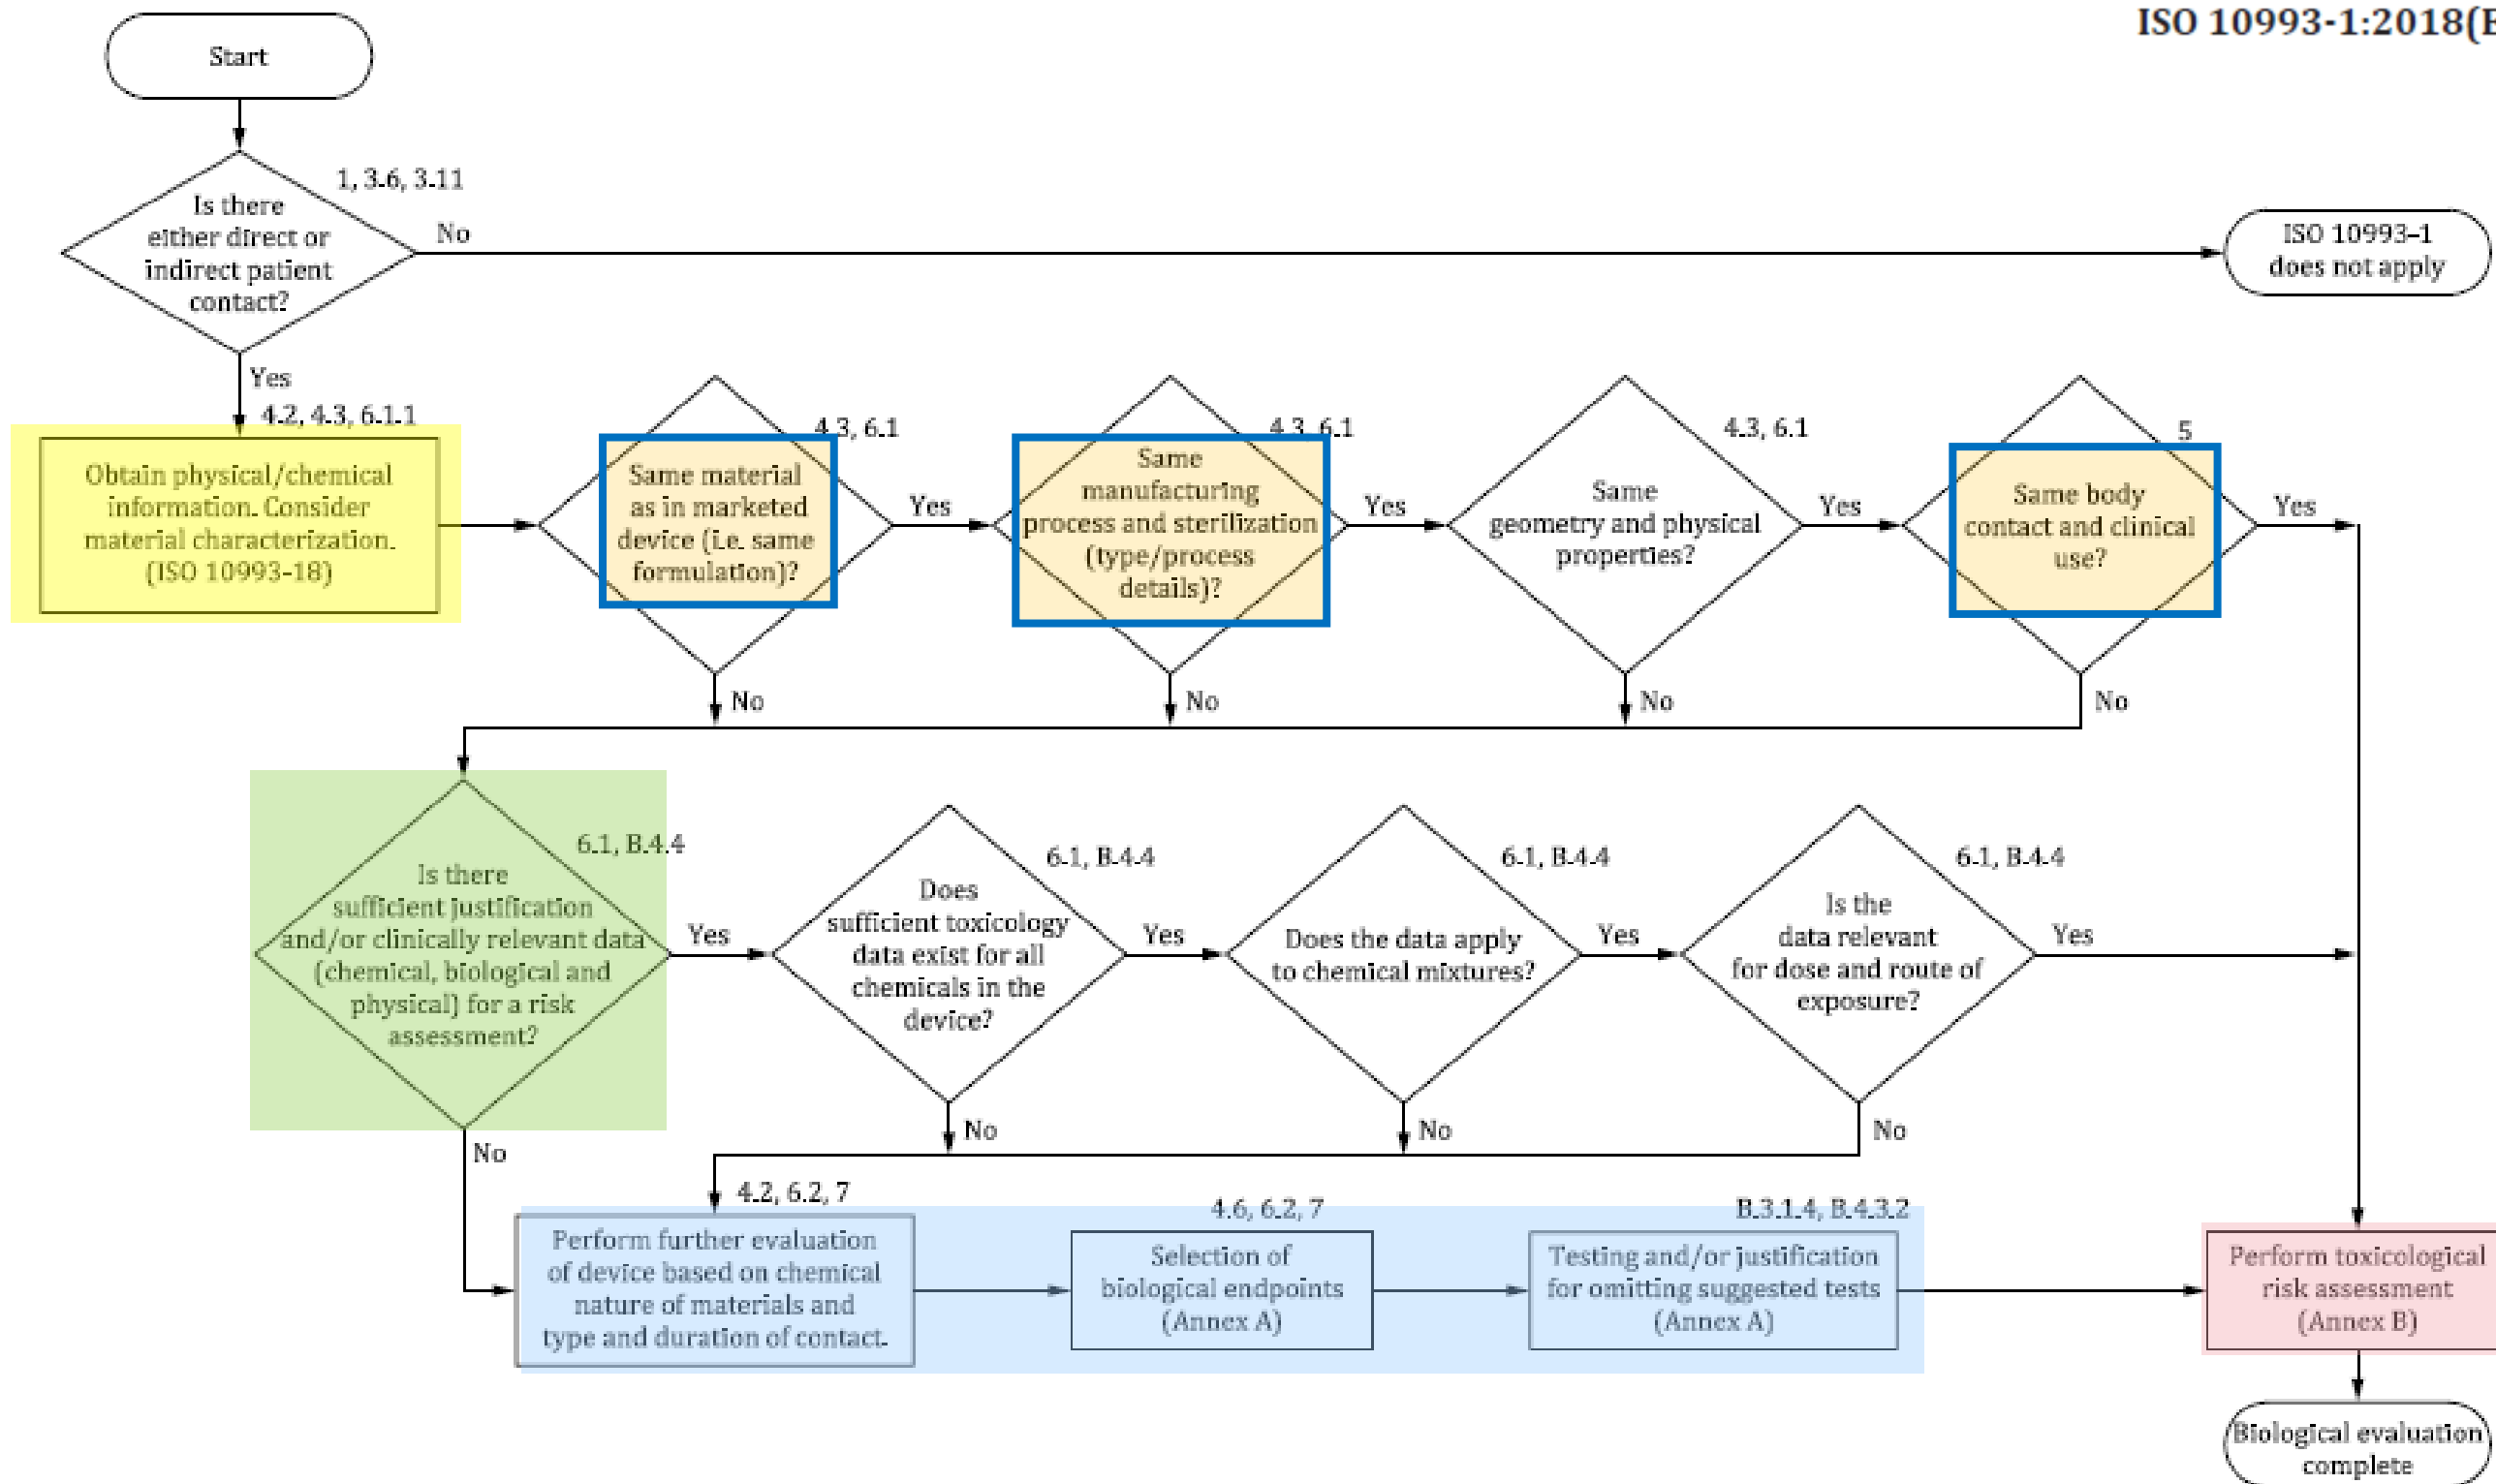 ISO 10993-1:2018(E
Start
1, 3.6, 3.11
Is there
either direct or
indirect patient
contact?
No
ISO 10993-1
does not apply
Yes
4.2, 4.3, 6.1.1
Obtain physical/chemical
information. Consider
material characterization.
(ISO 10993-18)
4.3, 6.1
Same material
as in marketed
device (i.e. same
formulation)?
Yes
No
4.3, 6.1
Same
manufacturing
process and sterilization
(type/process
details)?
Yes
No
4.3, 6.1
Same
geometry and physical
properties?
Yes
No
5
Same body
contact and clinical
use?
Yes
No
6.1, B.4.4
Is there
sufficient justification
and/or clinically relevant data
(chemical, biological and
physical) for a risk
assessment?
Yes
No
6.1, B.4.4
Does
sufficient toxicology
data exist for all
chemicals in the
device?
Yes
No
6.1, B.4.4
Does the data apply
to chemical mixtures?
Yes
No
6.1, B.4.4
Is the
data relevant
for dose and route of
exposure?
Yes
No
4.2, 6.2, 7
Perform further evaluation
of device based on chemical
nature of materials and
type and duration of contact.
4.6, 6.2, 7
Selection of
biological endpoints
(Annex A)
B.3.1.4, B.4.3.2
Testing and/or justification
for omitting suggested tests
(Annex A)
Perform toxicological
risk assessment
(Annex B)
Biological evaluation
complete